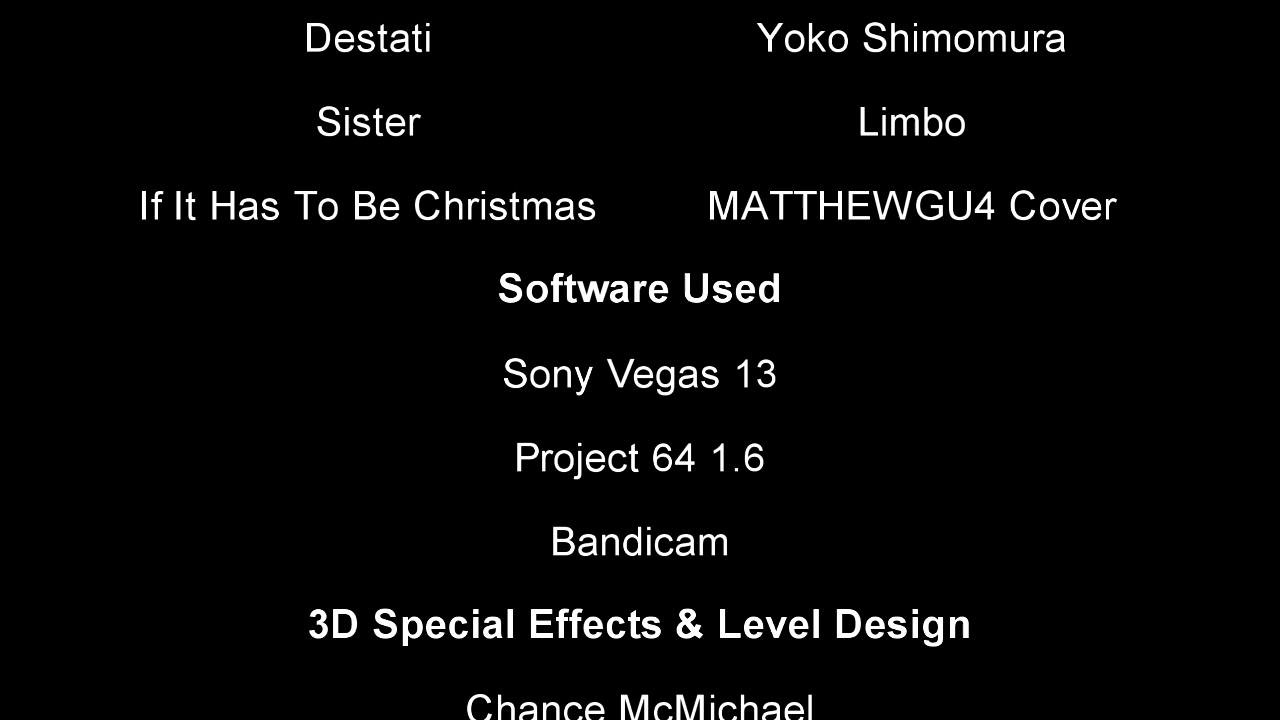 Destati Yoko Shimomura
Sister Limbo
If It Has To Be Christmas MATTHEWGU4 Cover
Software Used
Sony Vegas 13
Project 64 1.6
Bandicam
3D Special Effects & Level Design
Chance McMichael